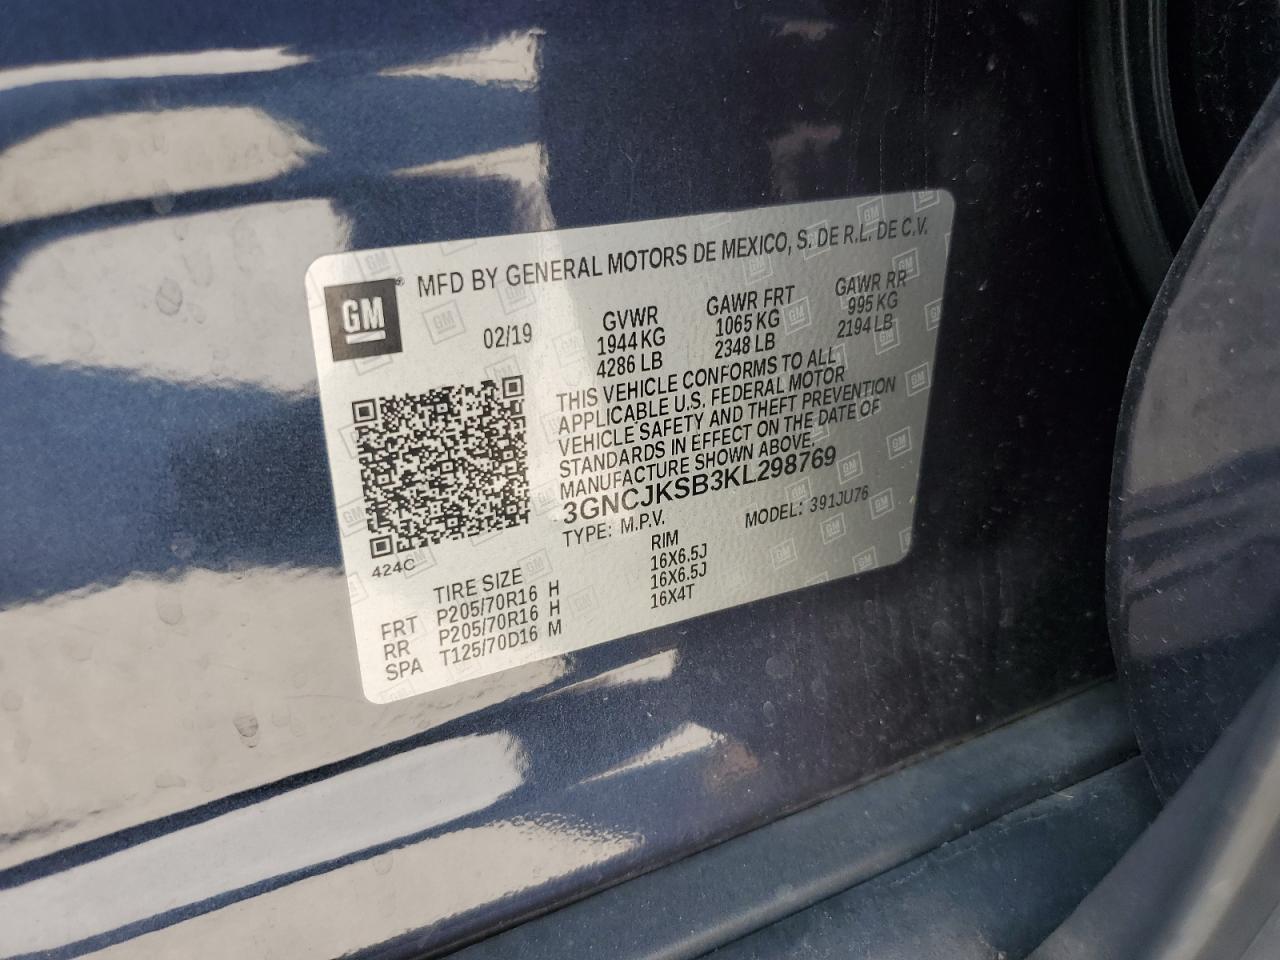 GM
MFD BY GENERAL MOTORS DE MEXICO, S. DE R.L. DE C.V.
02/19
GVWR GAWR FRT GAWR RR
1944 KG 1065 KG 995 KG
4286 LB 2348 LB 2194 LB
THIS VEHICLE CONFORMS TO ALL
APPLICABLE U.S. FEDERAL MOTOR
VEHICLE SAFETY AND THEFT PREVENTION
STANDARDS IN EFFECT ON THE DATE OF
MANUFACTURE SHOWN ABOVE.
3GNCJKSB3KL298769
TYPE: M.P.V. MODEL: 391JU76
424C
TIRE SIZE RIM
FRT P205/70R16 H 16X6.5J
RR P205/70R16 H 16X6.5J
SPA T125/70D16 M 16X4T